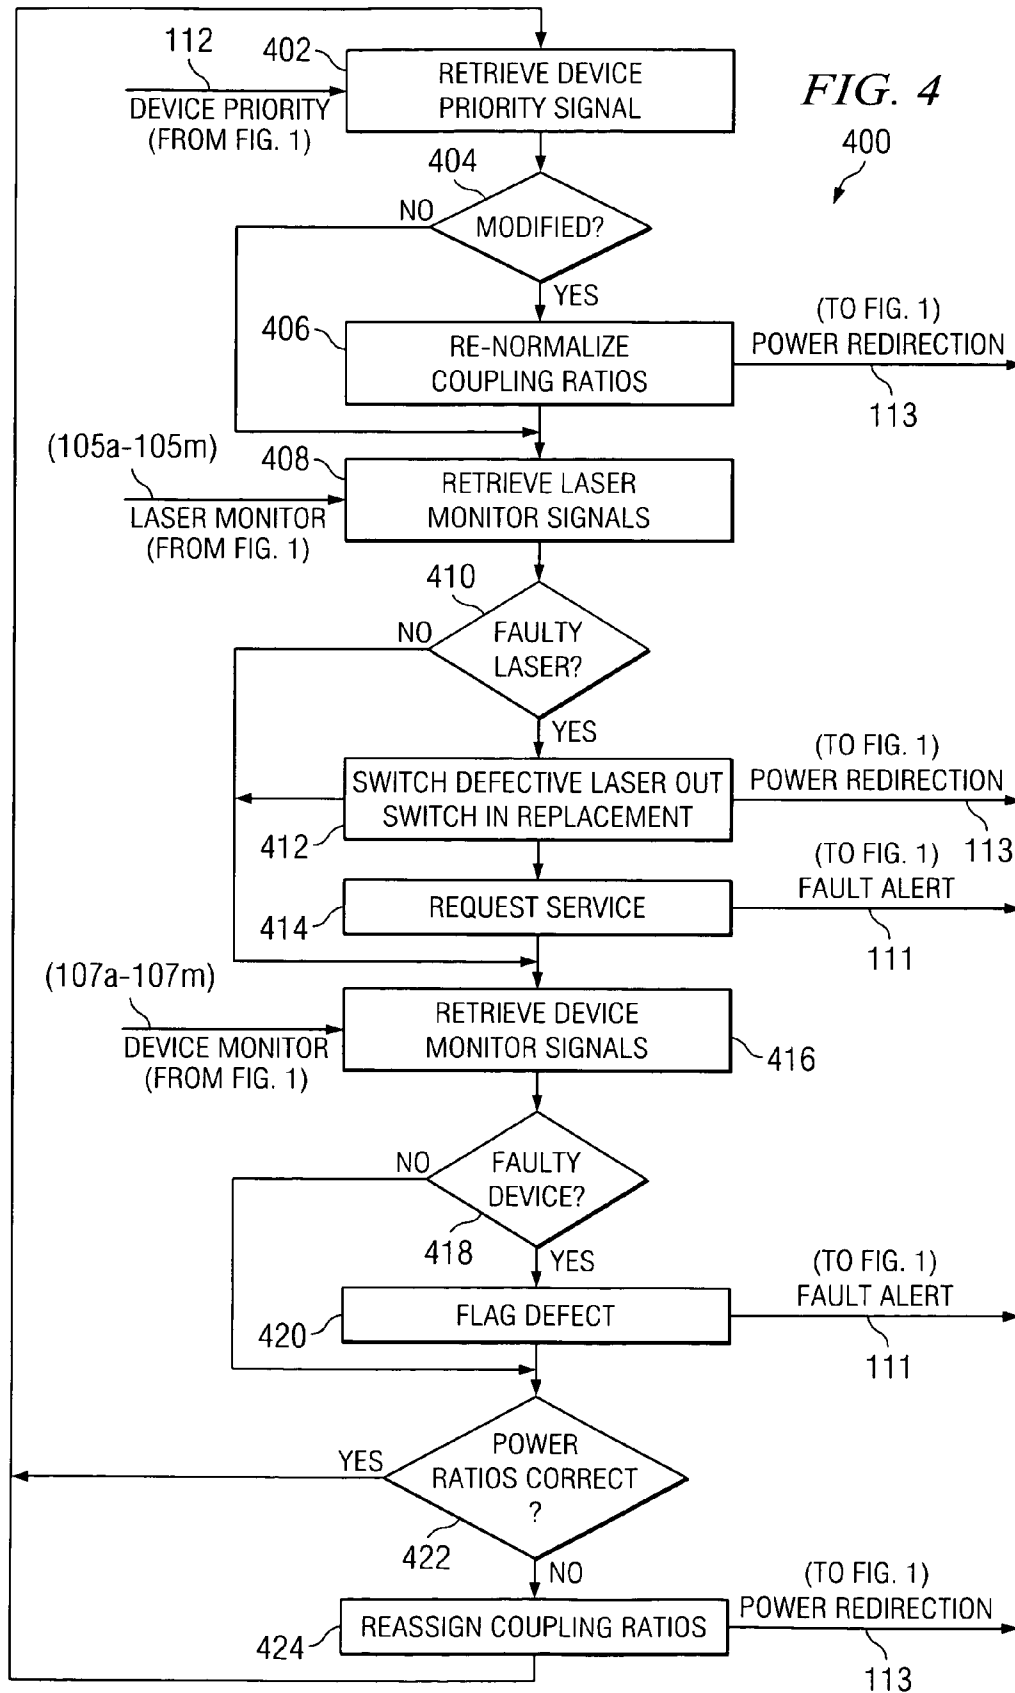 112
402
RETRIEVE DEVICE
PRIORITY SIGNAL
DEVICE PRIORITY
(FROM FIG. 1)
FIG. 4
400
404
NO
MODIFIED?
YES
406
RE-NORMALIZE
COUPLING RATIOS
(TO FIG. 1)
POWER REDIRECTION
113
(105a-105m)
408
RETRIEVE LASER
MONITOR SIGNALS
LASER MONITOR
(FROM FIG. 1)
410
NO
FAULTY
LASER?
YES
SWITCH DEFECTIVE LASER OUT
SWITCH IN REPLACEMENT
412
(TO FIG. 1)
POWER REDIRECTION
113
(TO FIG. 1)
FAULT ALERT
REQUEST SERVICE
414
111
(107a-107m)
RETRIEVE DEVICE
MONITOR SIGNALS
416
DEVICE MONITOR
(FROM FIG. 1)
NO
FAULTY
DEVICE?
418
YES
(TO FIG. 1)
FAULT ALERT
FLAG DEFECT
420
111
YES
POWER
RATIOS CORRECT
?
422
NO
(TO FIG. 1)
POWER REDIRECTION
REASSIGN COUPLING RATIOS
424
113